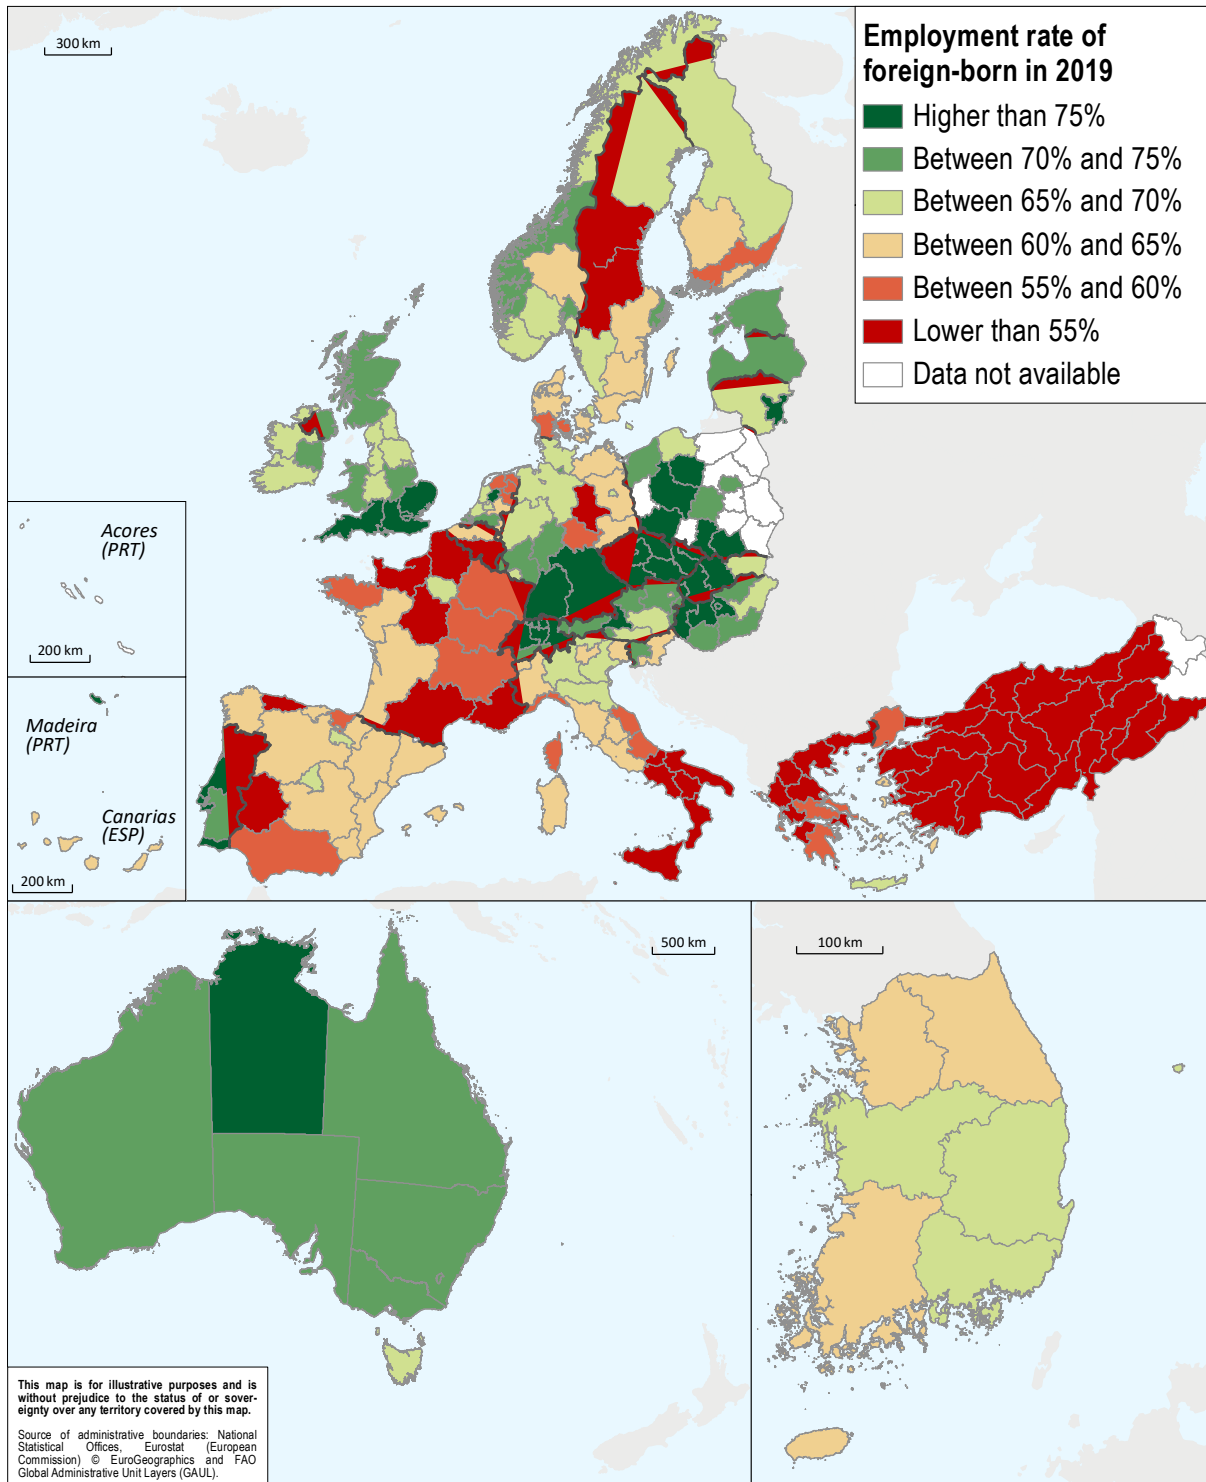 300 km
Employment rate of
foreign-born in 2019
Higher than 75%
Between 70% and 75%
Between 65% and 70%
Between 60% and 65%
Between 55% and 60%
Lower than 55%
Data not available
Acores
(PRT)
200 km
Madeira
(PRT)
Canarias
(ESP)
200 km
500 km
100 km
This map is for illustrative purposes and is
without prejudice to the status of or sover-
eignty over any territory covered by this map.
Source of administrative boundaries: National
Statistical Offices, Eurostat (European
Commission) © EuroGeographics and FAO
Global Administrative Unit Layers (GAUL).